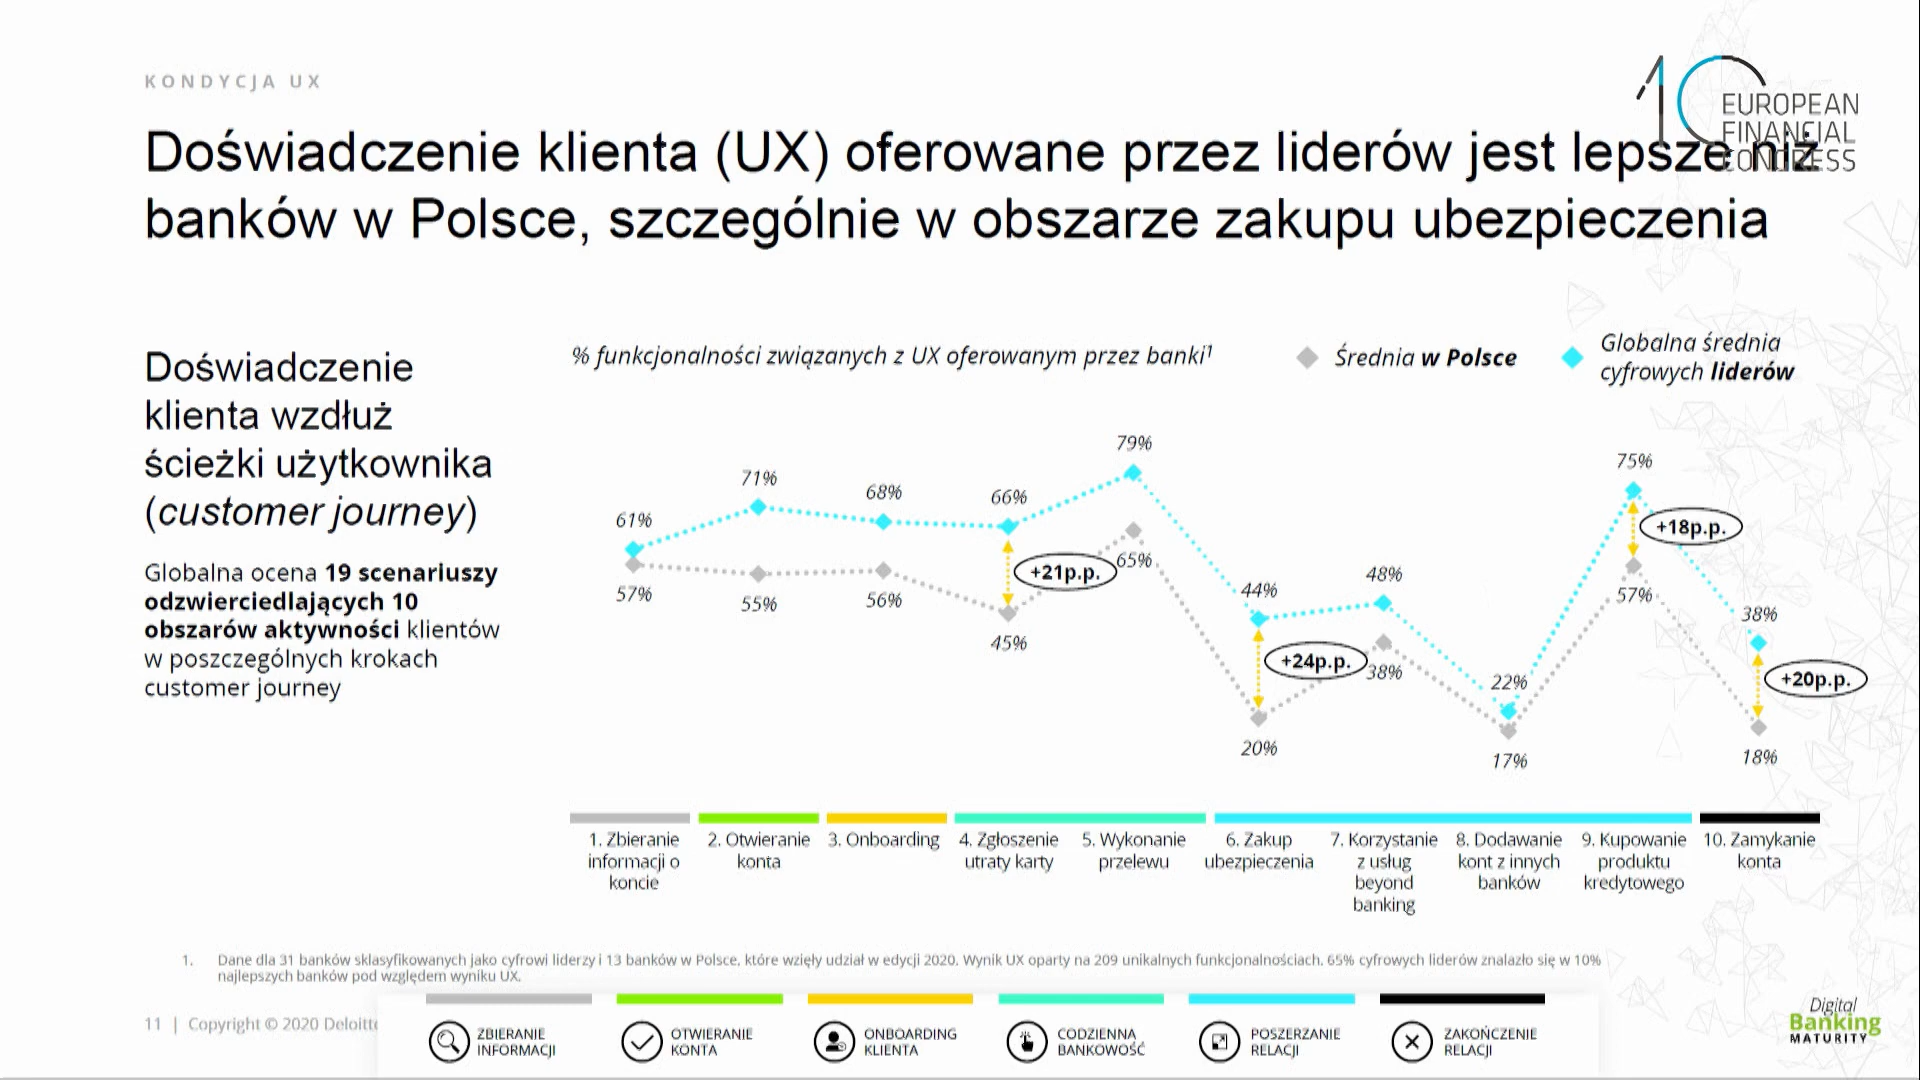 KONDYCJA UX
EUROPEAN
FINANCIAL
CONGRESS
Doświadczenie klienta (UX) oferowane przez liderów jest lepsze niż
banków w Polsce, szczególnie w obszarze zakupu ubezpieczenia
Doświadczenie
klienta wzdłuż
ścieżki użytkownika
(customer journey)
Globalna ocena 19 scenariuszy
odzwierciedlających 10
obszarów aktywności klientów
w poszczególnych krokach
customer journey
% funkcjonalności związanych z UX oferowanym przez banki¹
Średnia w Polsce
Globalna średnia
cyfrowych liderów
61%
71%
68%
66%
79%
44%
48%
22%
75%
38%
57%
55%
56%
45%
65%
20%
38%
17%
57%
18%
+21p.p.
+24p.p.
+18p.p.
+20p.p.
1. Zbieranie
informacji o
koncie
2. Otwieranie
konta
3. Onboarding
4. Zgłoszenie
utraty karty
5. Wykonanie
przelewu
6. Zakup
ubezpieczenia
7. Korzystanie
z usług
beyond
banking
8. Dodawanie
kont z innych
banków
9. Kupowanie
produktu
kredytowego
10. Zamykanie
konta
1. Dane dla 31 banków sklasyfikowanych jako cyfrowi liderzy i 13 banków w Polsce, które wzięły udział w edycji 2020. Wynik UX oparty na 209 unikalnych funkcjonalnościach. 65% cyfrowych liderów znalazło się w 10%
najlepszych banków pod względem wyniku UX.
11 | Copyright © 2020 Deloitte
ZBIERANIE
INFORMACJI
OTWIERANIE
KONTA
ONBOARDING
KLIENTA
CODZIENNA
BANKOWOŚĆ
POSZERZANIE
RELACJI
ZAKOŃCZENIE
RELACJI
Digital
Banking
MATURITY